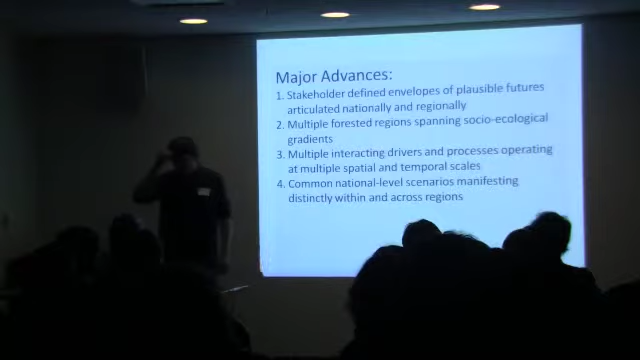 Major Advances:
1. Stakeholder defined envelopes of plausible futures
articulated nationally and regionally
2. Multiple forested regions spanning socio-ecological
gradients
3. Multiple interacting drivers and processes operating
at multiple spatial and temporal scales
4. Common national-level scenarios manifesting
distinctly within and across regions